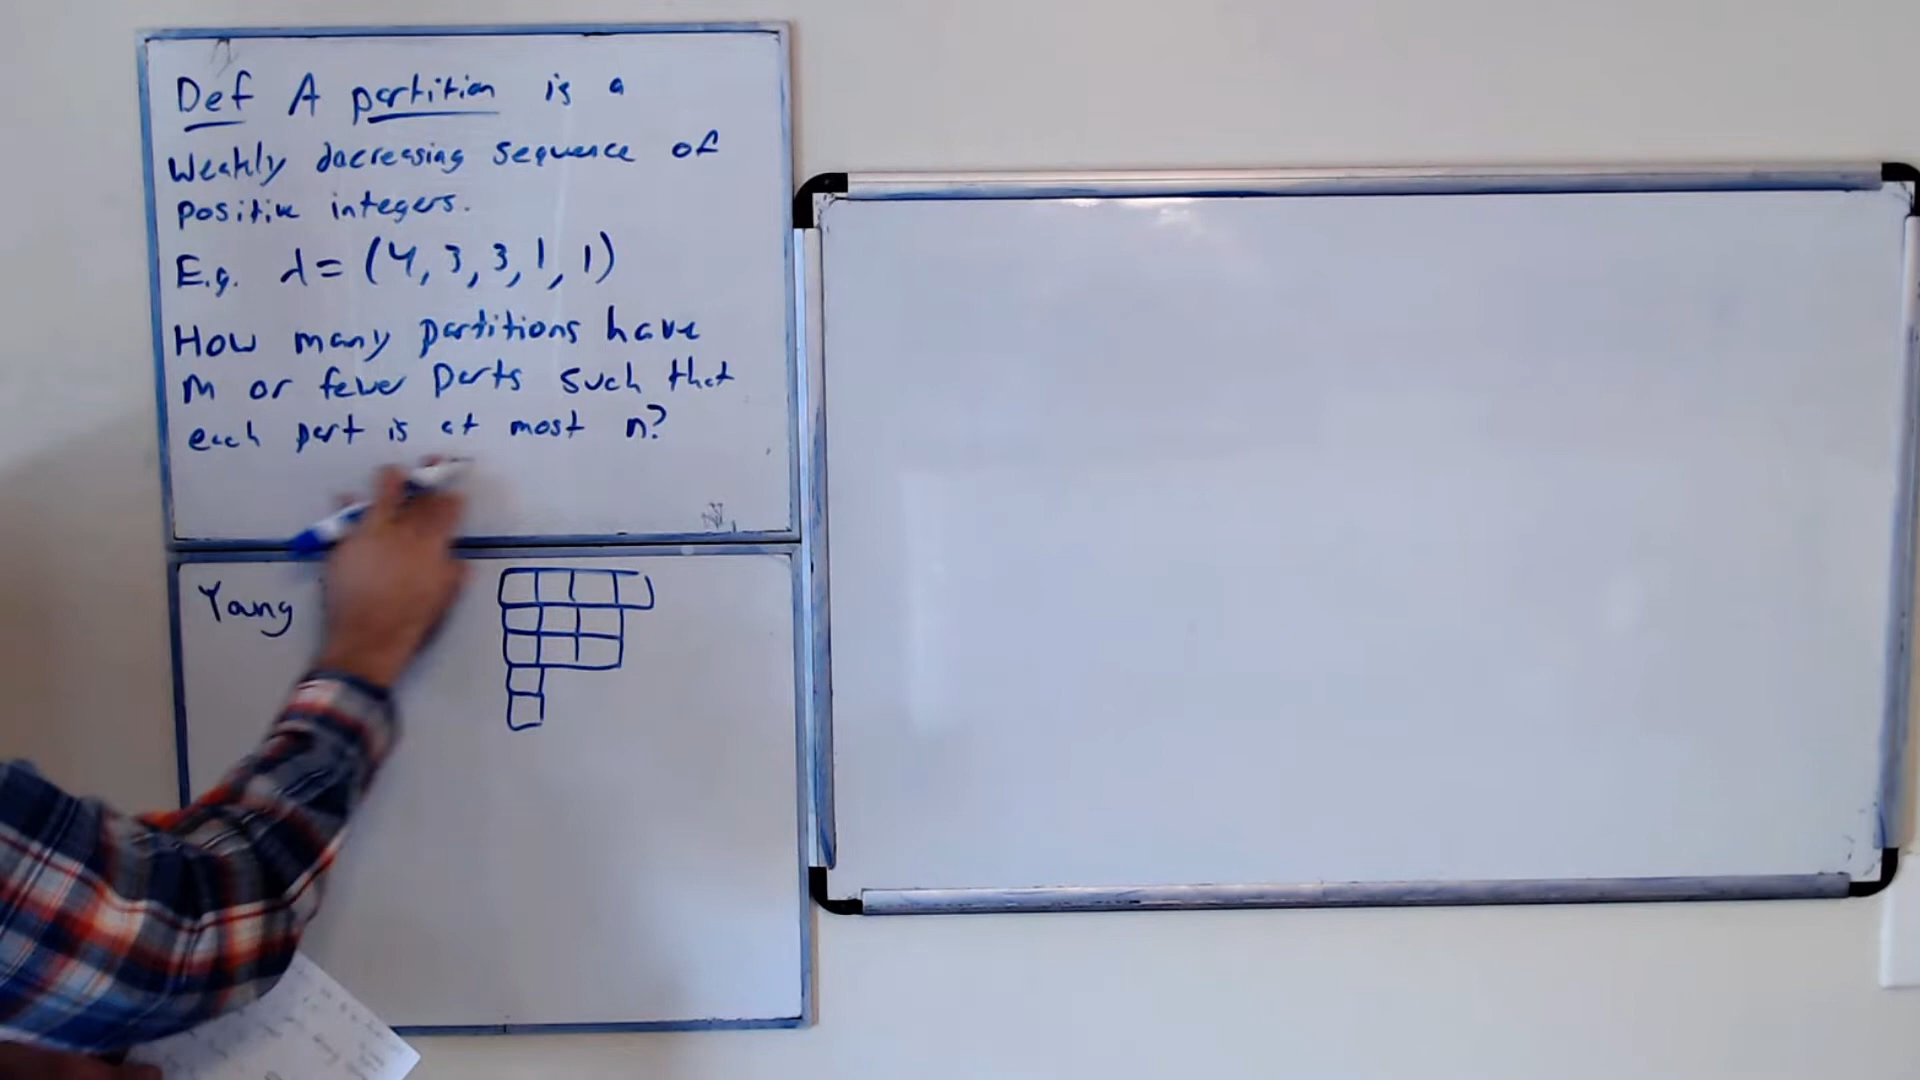 Def A partition is a
Weakly decreasing sequence of
positive integers.
E.g. λ = (4, 3, 3, 1, 1)
How many partitions have
m or fewer parts such that
each part is at most n?
Young